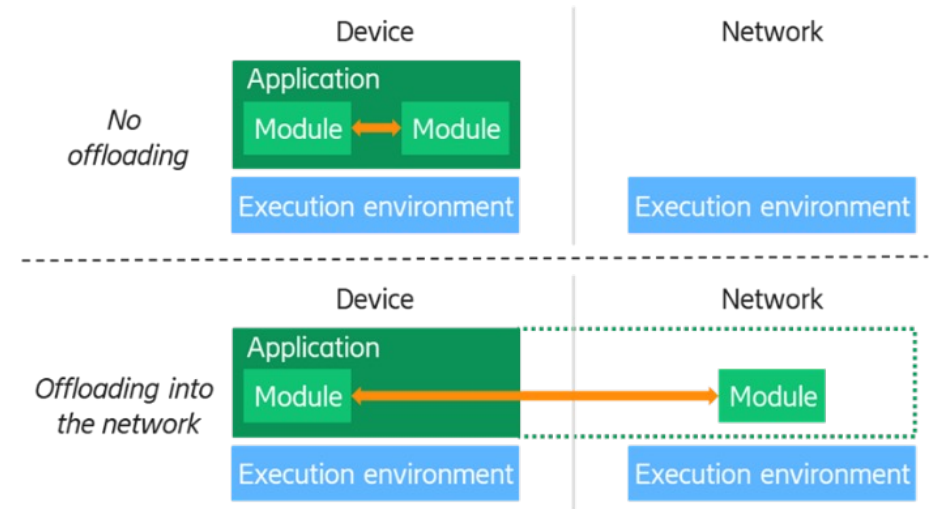 Device
Network
Application
No
offloading
Module
Module
Execution environment
Execution environment
Device
Network
Application
Offloading into
the network
Module
Module
Execution environment
Execution environment